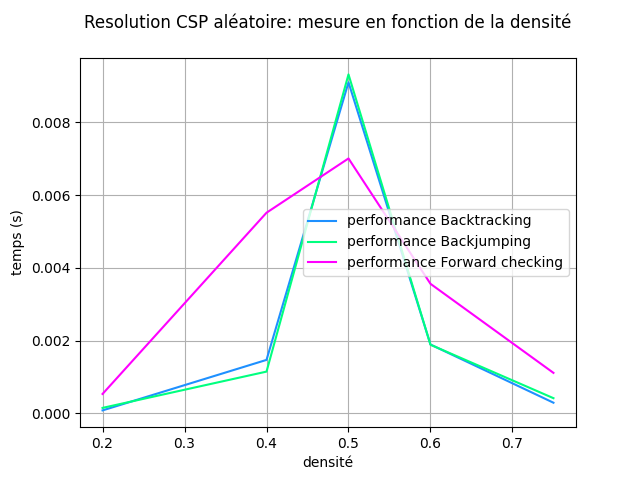 Resolution CSP aléatoire: mesure en fonction de la densité
0.008
0.006
0.004
0.002
0.000
temps (s)
performance Backtracking
performance Backjumping
performance Forward checking
0.2 0.3 0.4 0.5 0.6 0.7
densité